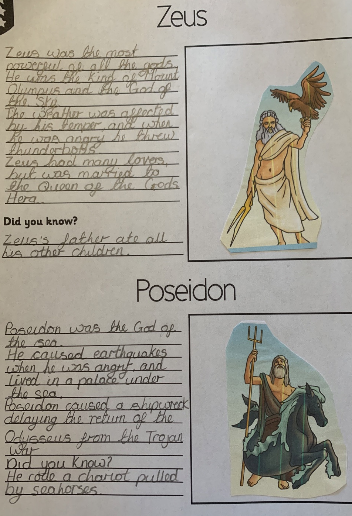 Zeus
Zeus was the most
powerful of all the gods.
He was the Kind of Mount
Olympus and the God of
the Sky.
The weather was affected
by his temper and when
he was angry he threw
thunderbolts.
Zeus had many lovers,
but was married to
the Queen of the Gods
Hera.
Did you know?
Zeus's father ate all
his other children.
Poseidon
Poseidon was the God of
the sea.
He caused earthquakes
when he was angry, and
lived in a palace under
the sea.
Poseidon caused a shipwreck
delaying the return of the
Odysseus from the Trojan
war
Did you Know?
He rode a chariot pulled
by seahorses.